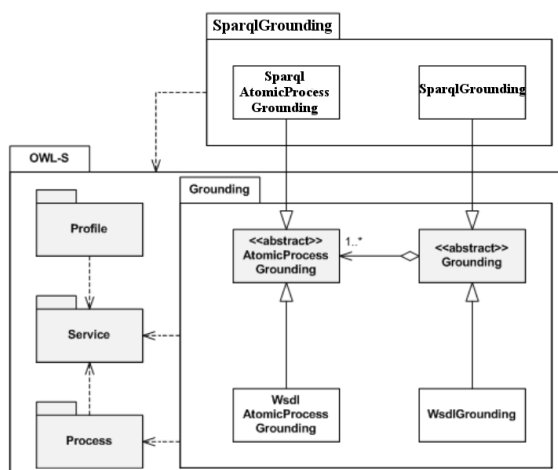 SparqlGrounding
Sparql
AtomicProcess
Grounding
SparqlGrounding
OWL-S
Grounding
Profile
<<abstract>>
AtomicProcess
Grounding
1..*
<<abstract>>
Grounding
Service
Wsdl
AtomicProcess
Grounding
WsdlGrounding
Process